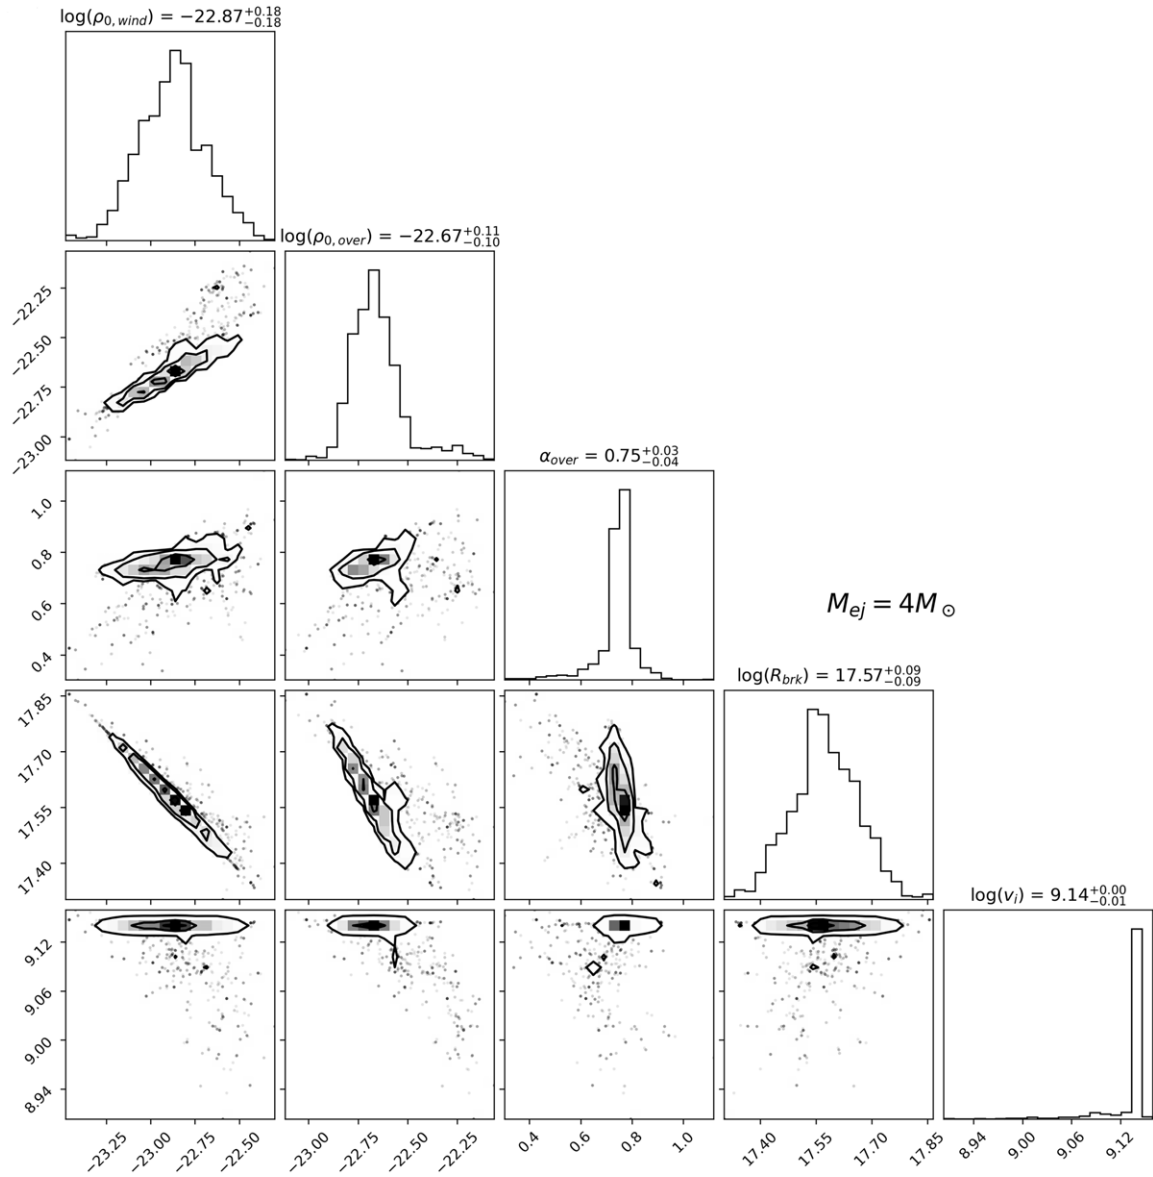 log(ρ₀,wind) = −22.87+0.18−0.18
log(ρ₀,over) = −22.67+0.11−0.10
−22.25
−22.50
−22.75
−23.00
αover = 0.75+0.03−0.04
1.0
0.8
0.6
0.4
Mej = 4M⊙
log(Rbrk) = 17.57+0.09−0.09
17.85
17.70
17.55
17.40
log(vi) = 9.14+0.00−0.01
9.12
9.06
9.00
8.94
−23.25 −23.00 −22.75 −22.50 −23.00 −22.75 −22.50 −22.25 0.4 0.6 0.8 1.0 17.40 17.55 17.70 17.85 8.94 9.00 9.06 9.12